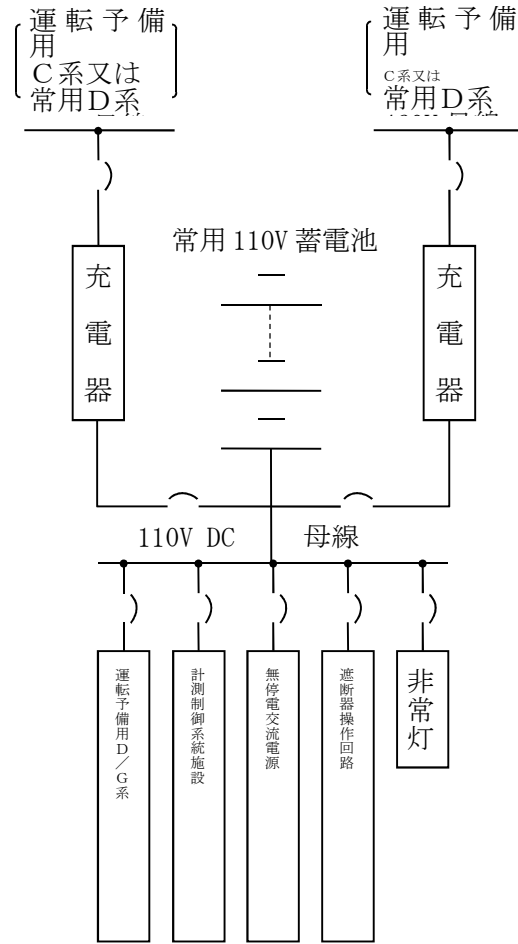 運転予備用
C系又は
常用D系
運転予備用
C系又は
常用D系
常用 110V 蓄電池
充電器
充電器
110V DC 母線
運転予備用D/G系
計測制御系統施設
無停電交流電源
遮断器操作回路
非常灯